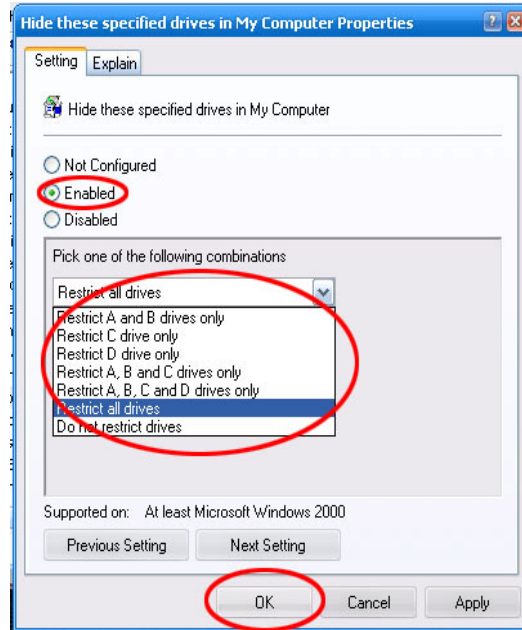 Hide these specified drives in My Computer Properties
Setting
Explain
Hide these specified drives in My Computer
Not Configured
Enabled
Disabled
Pick one of the following combinations
Restrict all drives
Restrict A and B drives only
Restrict C drive only
Restrict D drive only
Restrict A, B and C drives only
Restrict A, B, C and D drives only
Restrict all drives
Do not restrict drives
Supported on: At least Microsoft Windows 2000
Previous Setting
Next Setting
OK
Cancel
Apply